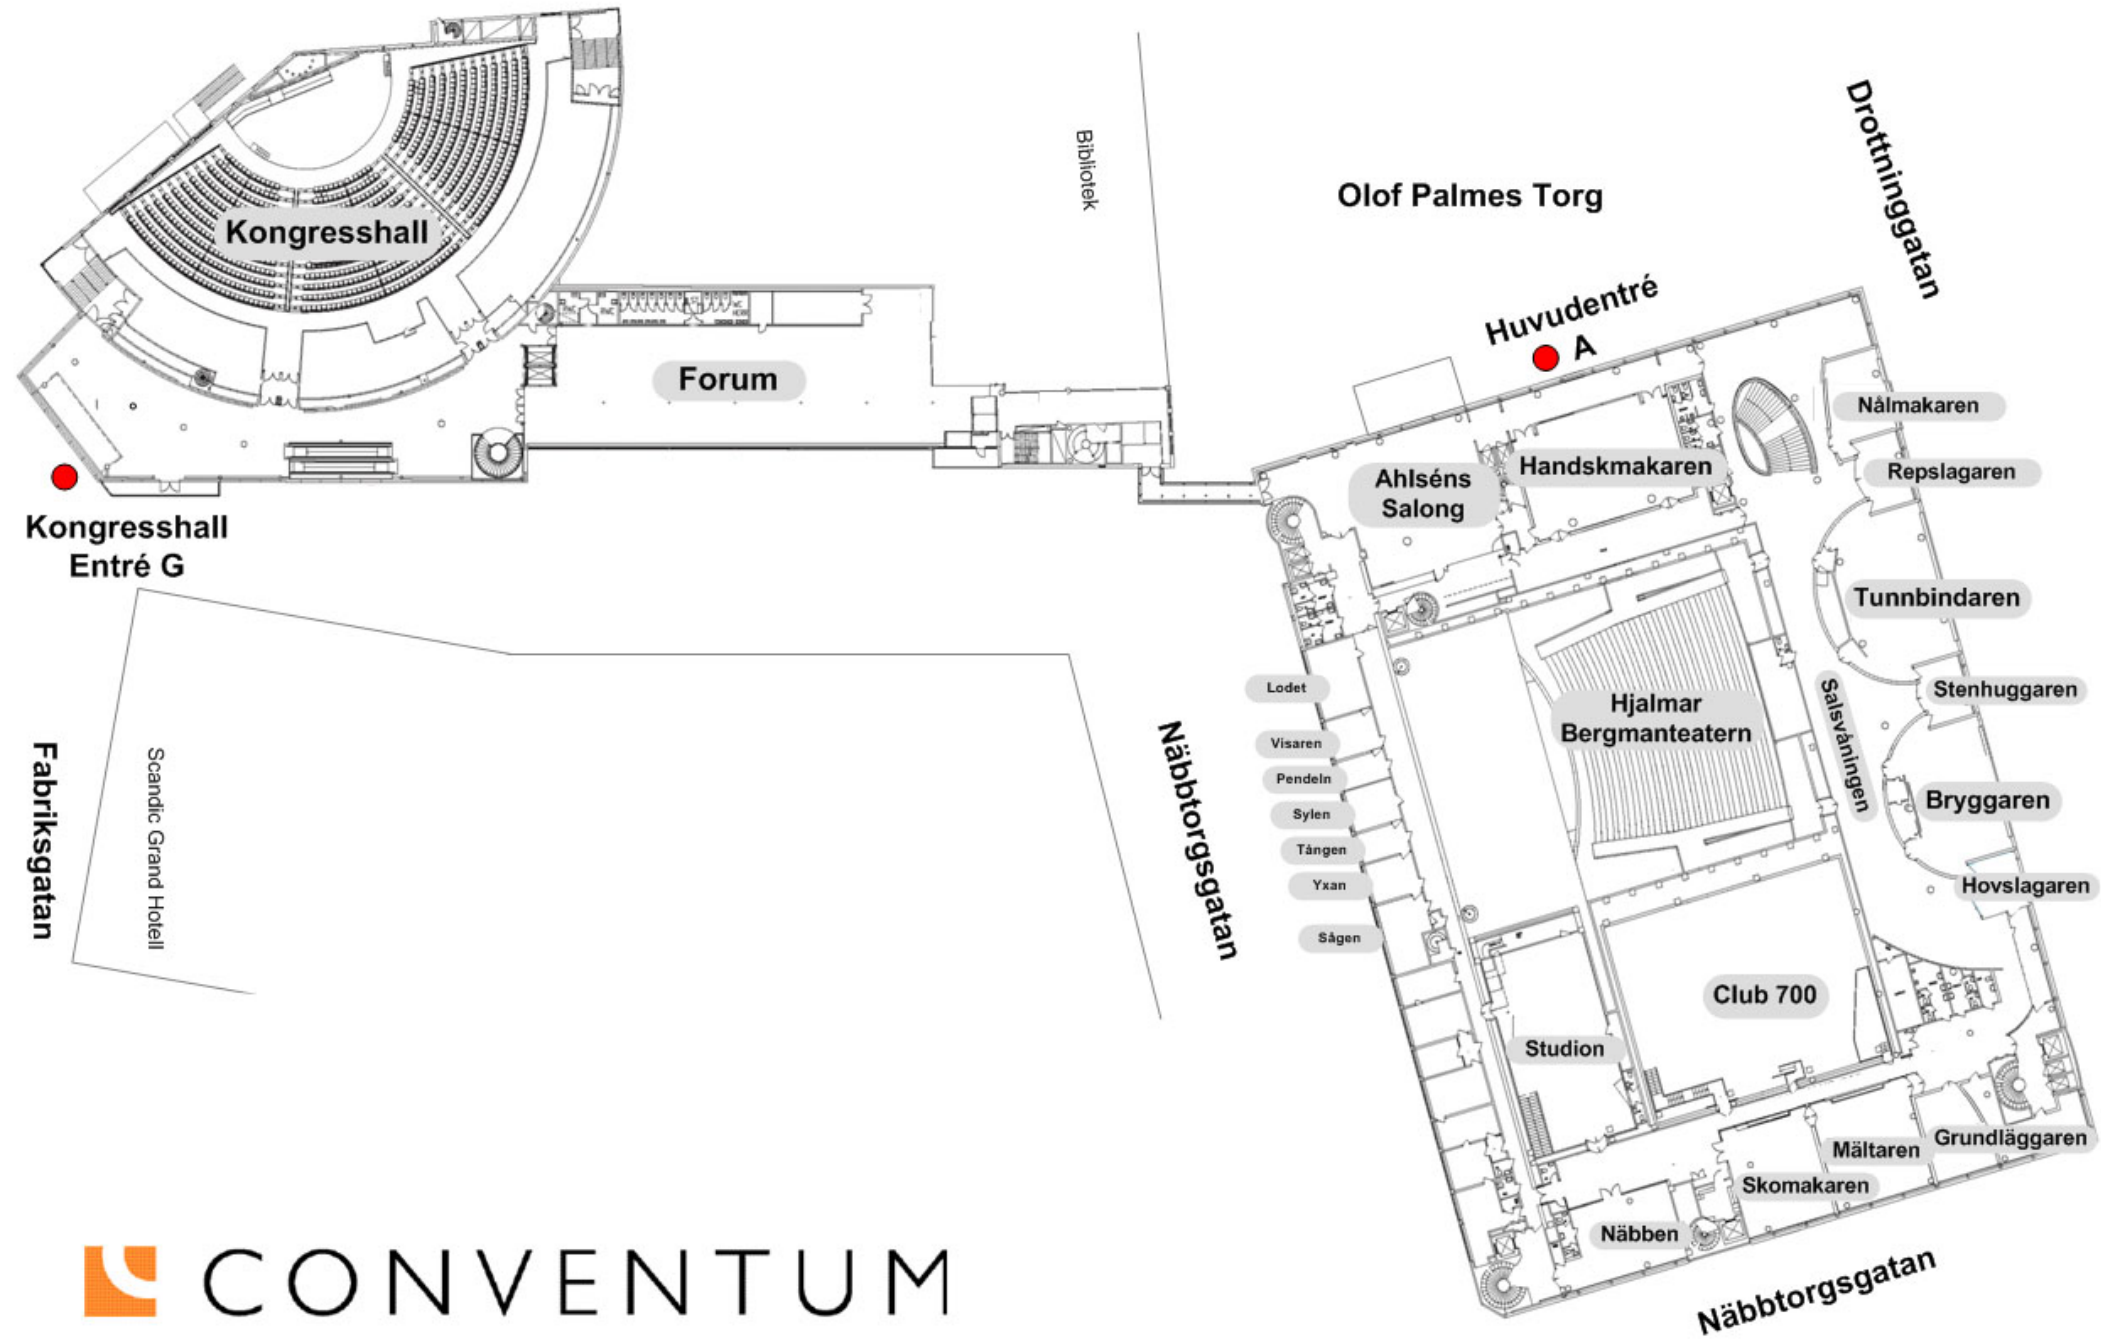 Kongresshall
Bibliotek
Olof Palmes Torg
Drottninggatan
Huvudentré
A
Forum
Nålmakaren
Repslagaren
Ahlséns
Salong
Handskmakaren
Kongresshall
Entré G
Tunnbindaren
Stenhuggaren
Salsvåningen
Lodet
Visaren
Pendeln
Sylen
Tången
Yxan
Sågen
Hjalmar
Bergmanteatern
Bryggaren
Hovslagaren
Näbbtorgsgatan
Fabriksgatan
Scandic Grand Hotell
Club 700
Studion
Grundläggaren
Mältaren
Skomakaren
Näbben
Näbbtorgsgatan
CONVENTUM